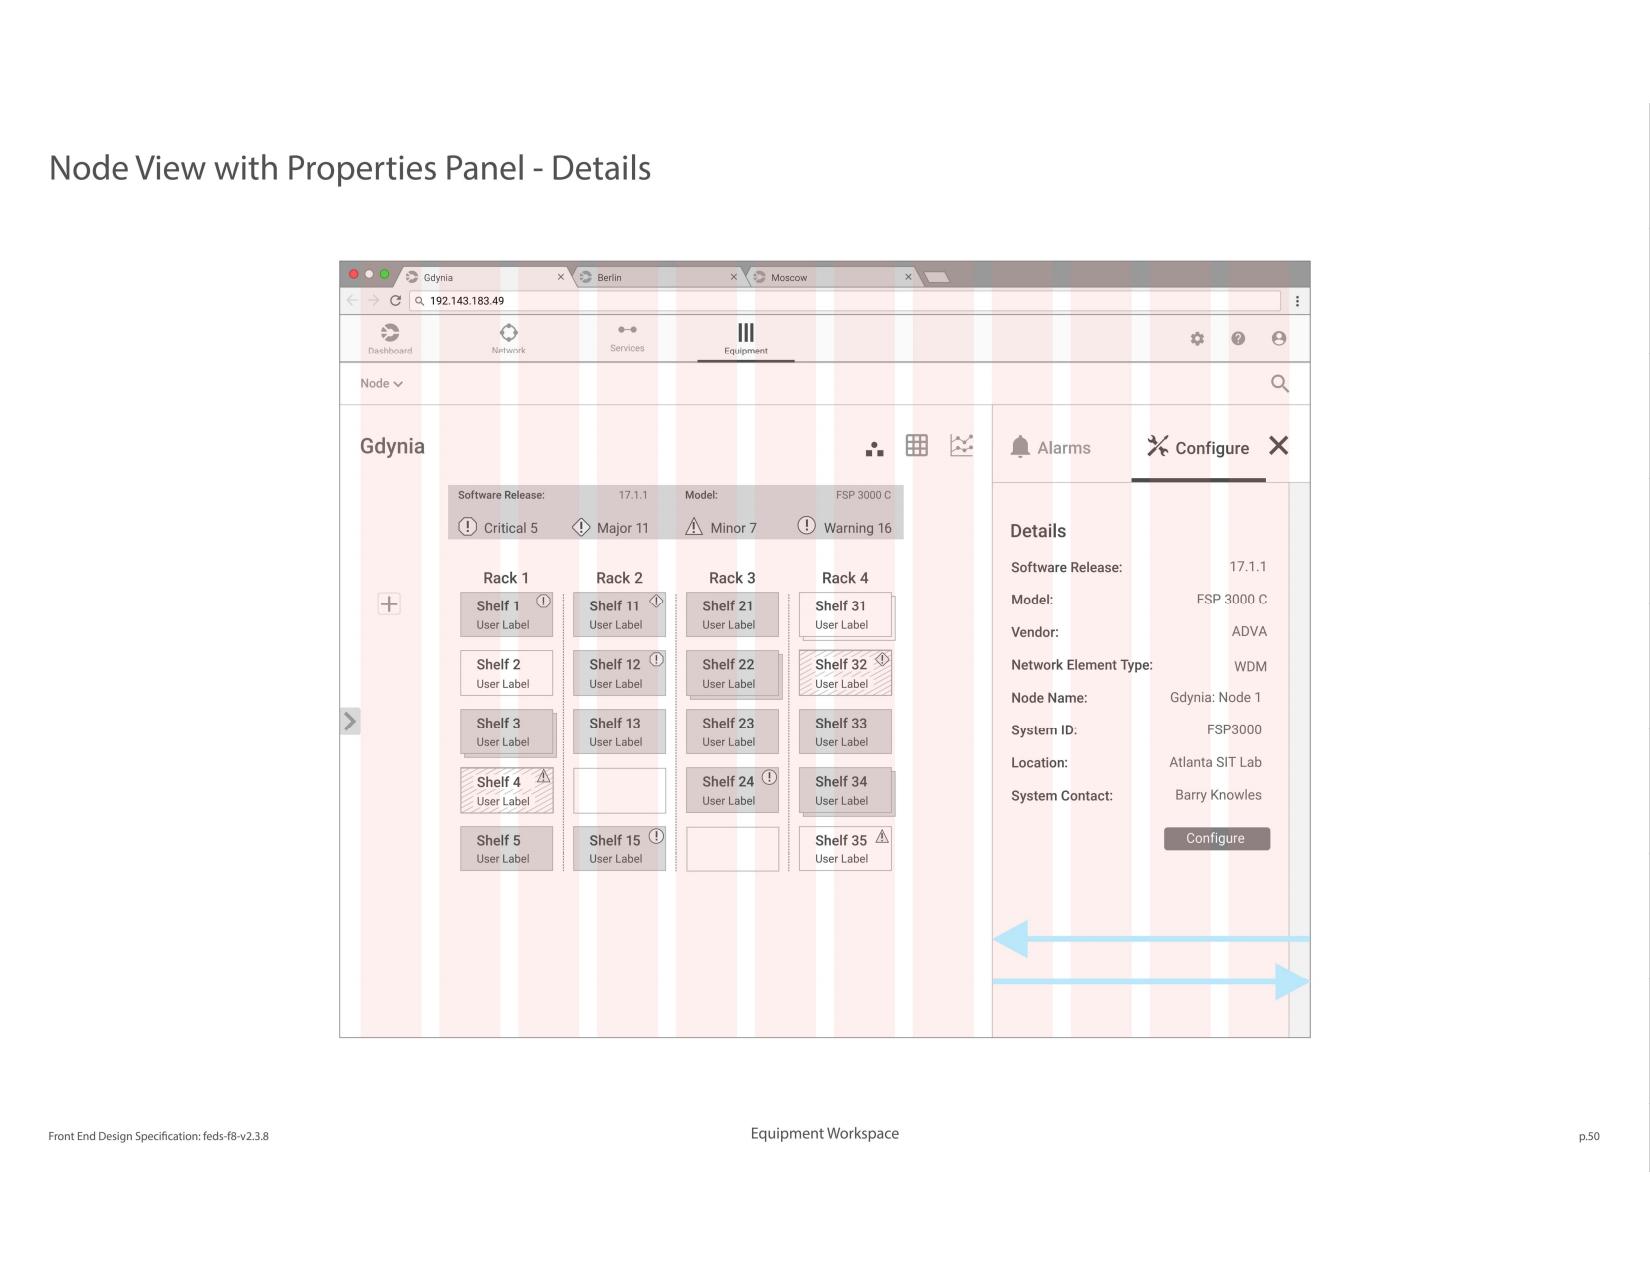 Node View with Properties Panel - Details
Gdynia
Berlin
Moscow
192.143.183.49
Dashboard
Network
Services
Equipment
Node
Gdynia
Alarms
Configure
Software Release: 17.1.1 Model: FSP 3000 C
Critical 5 Major 11 Minor 7 Warning 16
Rack 1 Rack 2 Rack 3 Rack 4
Shelf 1 Shelf 11 Shelf 21 Shelf 31
User Label User Label User Label User Label
Shelf 2 Shelf 12 Shelf 22 Shelf 32
User Label User Label User Label User Label
Shelf 3 Shelf 13 Shelf 23 Shelf 33
User Label User Label User Label User Label
Shelf 4 Shelf 24 Shelf 34
User Label User Label User Label
Shelf 5 Shelf 15 Shelf 35
User Label User Label User Label
Details
Software Release: 17.1.1
Model: FSP 3000 C
Vendor: ADVA
Network Element Type: WDM
Node Name: Gdynia: Node 1
System ID: FSP3000
Location: Atlanta SIT Lab
System Contact: Barry Knowles
Configure
Front End Design Specification: feds-f8-v2.3.8
Equipment Workspace
p.50